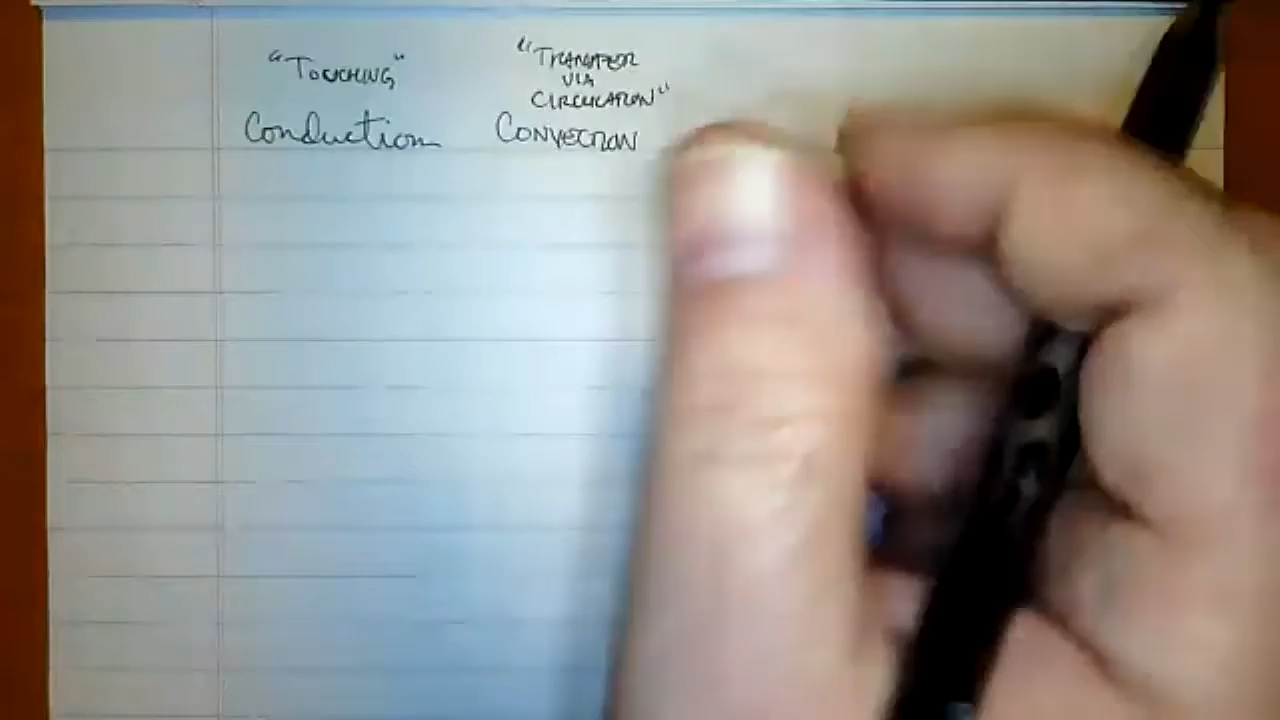 "TOUCHING"
Conduction
"TRANSFER
VIA
CIRCULATION"
CONVECTION